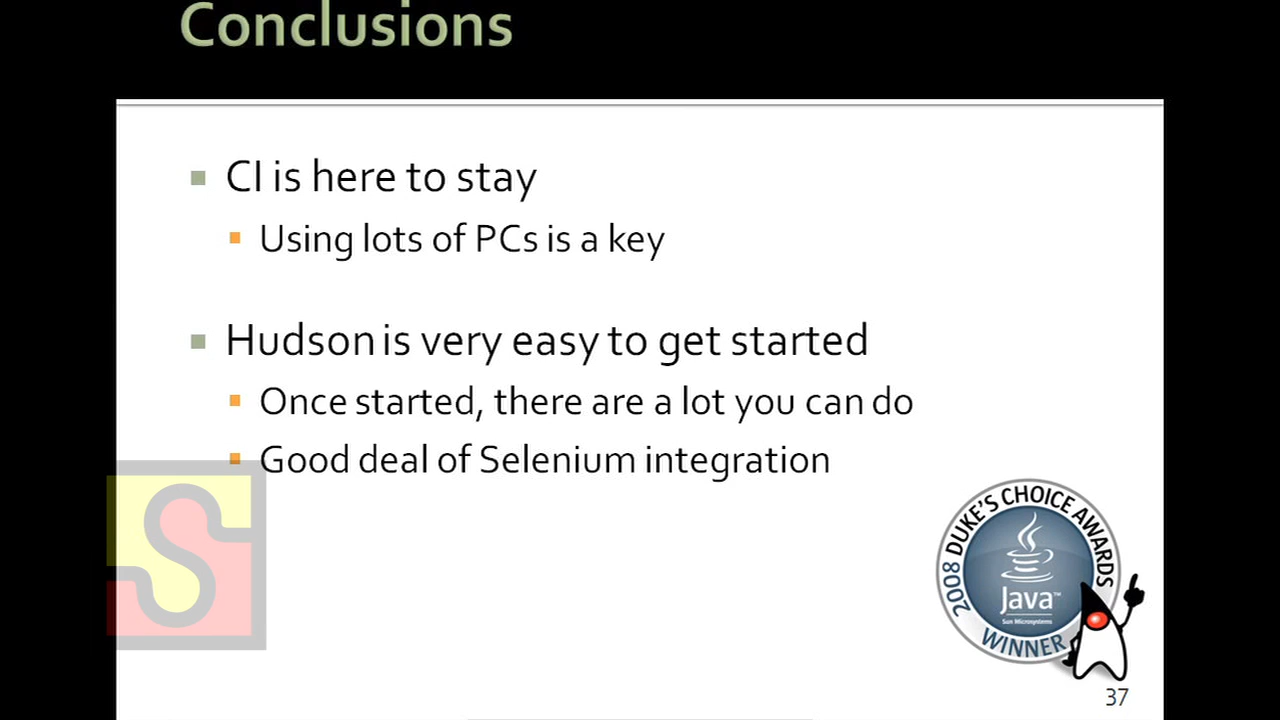 Conclusions
CI is here to stay
Using lots of PCs is a key
Hudson is very easy to get started
Once started, there are a lot you can do
Good deal of Selenium integration
2008 DUKE'S CHOICE AWARDS
Java™
Sun Microsystems
WINNER
37